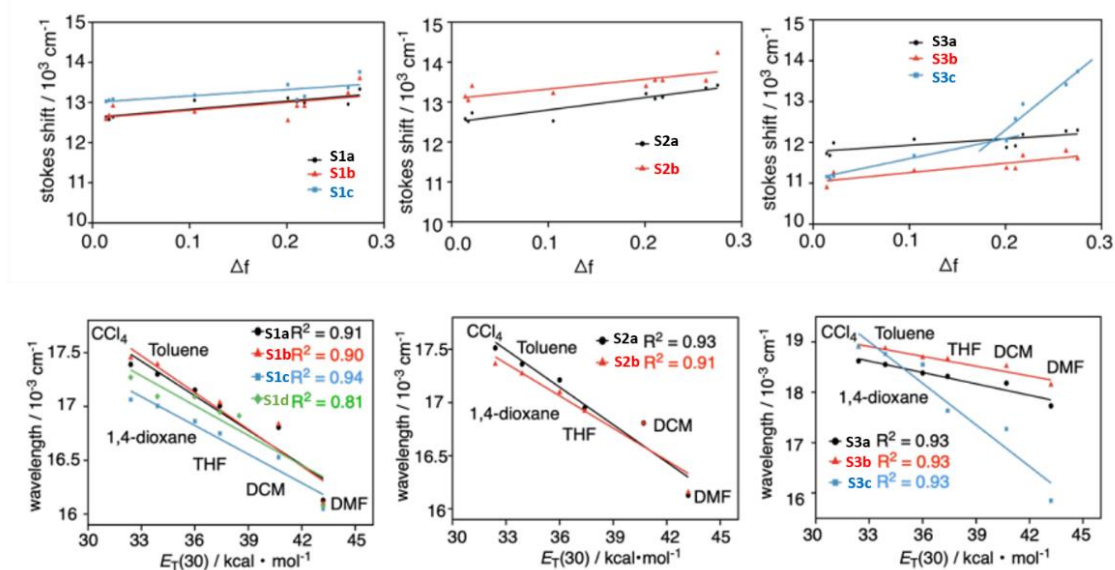 stokes shift / 10³ cm⁻¹
15
14
13
12
11
10
0.0
0.1
0.2
0.3
Δf
S1a
S1b
S1c
stokes shift / 10³ cm⁻¹
15
14
13
12
11
10
0.0
0.1
0.2
0.3
Δf
S2a
S2b
stokes shift / 10³ cm⁻¹
15
14
13
12
11
10
0.0
0.1
0.2
0.3
Δf
S3a
S3b
S3c
wavelength / 10⁻³ cm⁻¹
17.5
17
16.5
16
30
33
36
39
42
45
E_T(30) / kcal • mol⁻¹
CCl₄
Toluene
1,4-dioxane
THF
DCM
DMF
S1a R² = 0.91
S1b R² = 0.90
S1c R² = 0.94
S1d R² = 0.81
wavelength / 10⁻³ cm⁻¹
17.5
17
16.5
16
30
33
36
39
42
45
E_T(30) / kcal•mol⁻¹
CCl₄
Toluene
1,4-dioxane
THF
DCM
DMF
S2a R² = 0.93
S2b R² = 0.91
wavelength / 10⁻³ cm⁻¹
19
18
17
16
30
33
36
39
42
45
E_T(30) / kcal • mol⁻¹
CCl₄
Toluene
THF
DCM
DMF
1,4-dioxane
S3a R² = 0.93
S3b R² = 0.93
S3c R² = 0.93